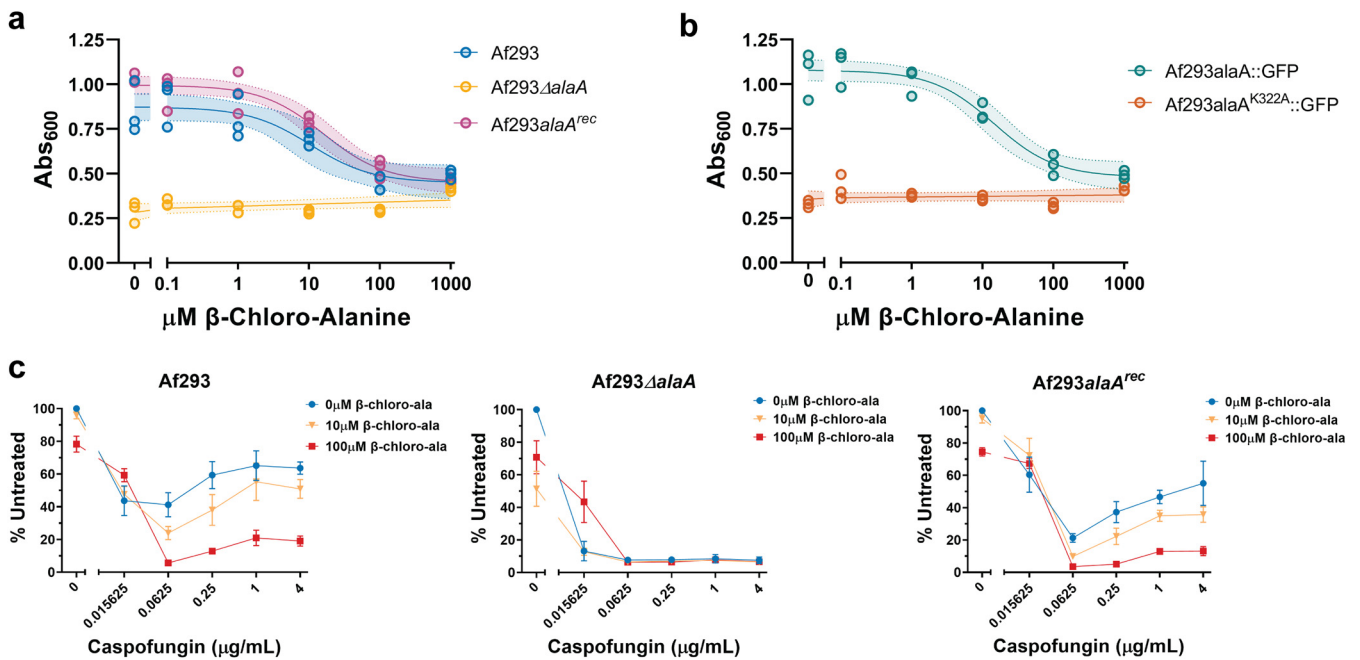 a
1.25
1.00
0.75
0.50
0.25
0.00
Abs600
0 0.1 1 10 100 1000
μM β-Chloro-Alanine
Af293
Af293ΔalaA
Af293alaA^rec
b
1.25
1.00
0.75
0.50
0.25
0.00
Abs600
0 0.1 1 10 100 1000
μM β-Chloro-Alanine
Af293alaA::GFP
Af293alaA^K322A::GFP
c
Af293
100
80
60
40
20
0
% Untreated
0 0.015625 0.0625 0.25 1 4
Caspofungin (μg/mL)
0μM β-chloro-ala
10μM β-chloro-ala
100μM β-chloro-ala
Af293ΔalaA
100
80
60
40
20
0
% Untreated
0 0.015625 0.0625 0.25 1 4
Caspofungin (μg/mL)
0μM β-chloro-ala
10μM β-chloro-ala
100μM β-chloro-ala
Af293alaA^rec
100
80
60
40
20
0
% Untreated
0 0.015625 0.0625 0.25 1 4
Caspofungin (μg/mL)
0μM β-chloro-ala
10μM β-chloro-ala
100μM β-chloro-ala